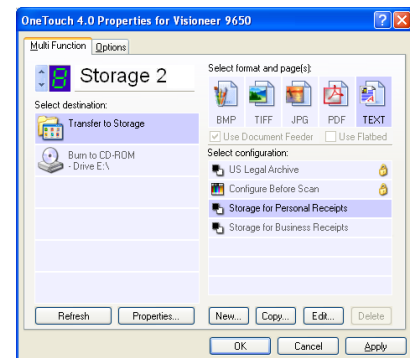 OneTouch 4.0 Properties for Visioneer 9650
Multi Function
Options
8
Storage 2
Select destination:
Transfer to Storage
Burn to CD-ROM
- Drive E:\
Refresh
Properties...
Select format and page(s):
BMP
TIFF
JPG
PDF
TEXT
Use Document Feeder
Use Flatbed
Select configuration:
US Legal Archive
Configure Before Scan
Storage for Personal Receipts
Storage for Business Receipts
New...
Copy...
Edit...
Delete
OK
Cancel
Apply